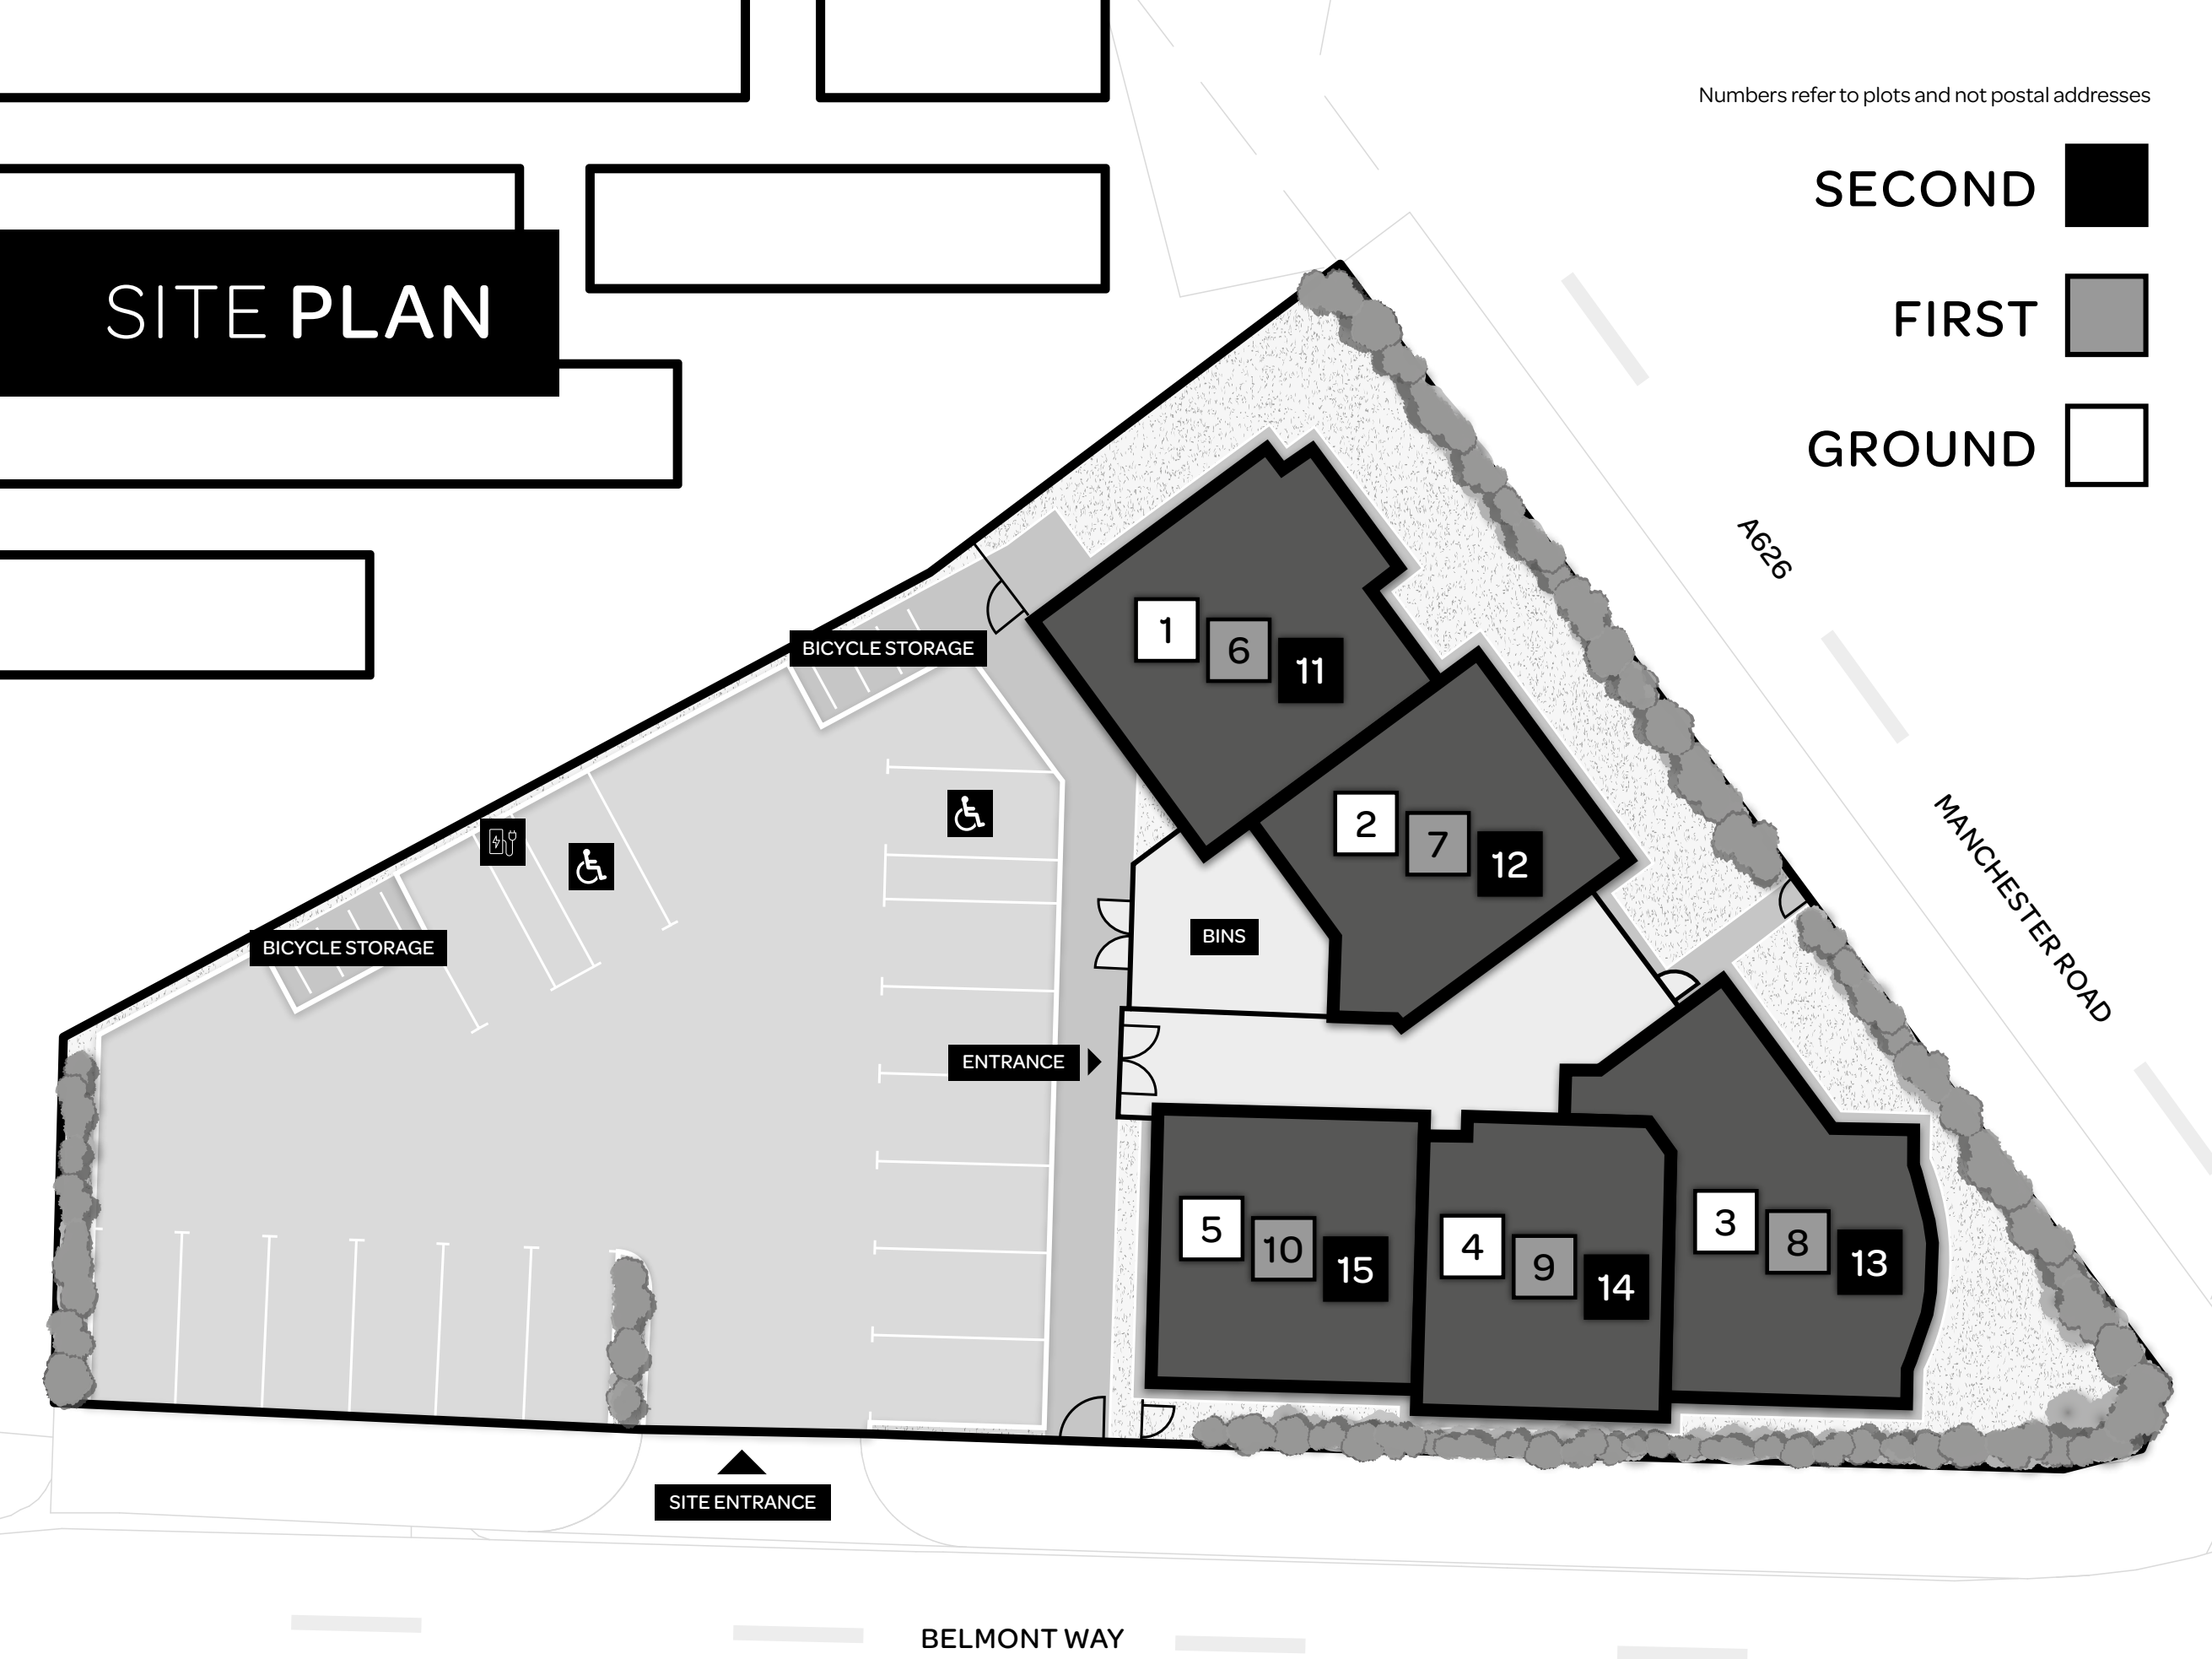 Numbers refer to plots and not postal addresses
SECOND
FIRST
GROUND
SITE PLAN
A626
MANCHESTER ROAD
1
6
11
BICYCLE STORAGE
2
7
12
BINS
BICYCLE STORAGE
ENTRANCE
5
10
15
4
9
14
3
8
13
SITE ENTRANCE
BELMONT WAY